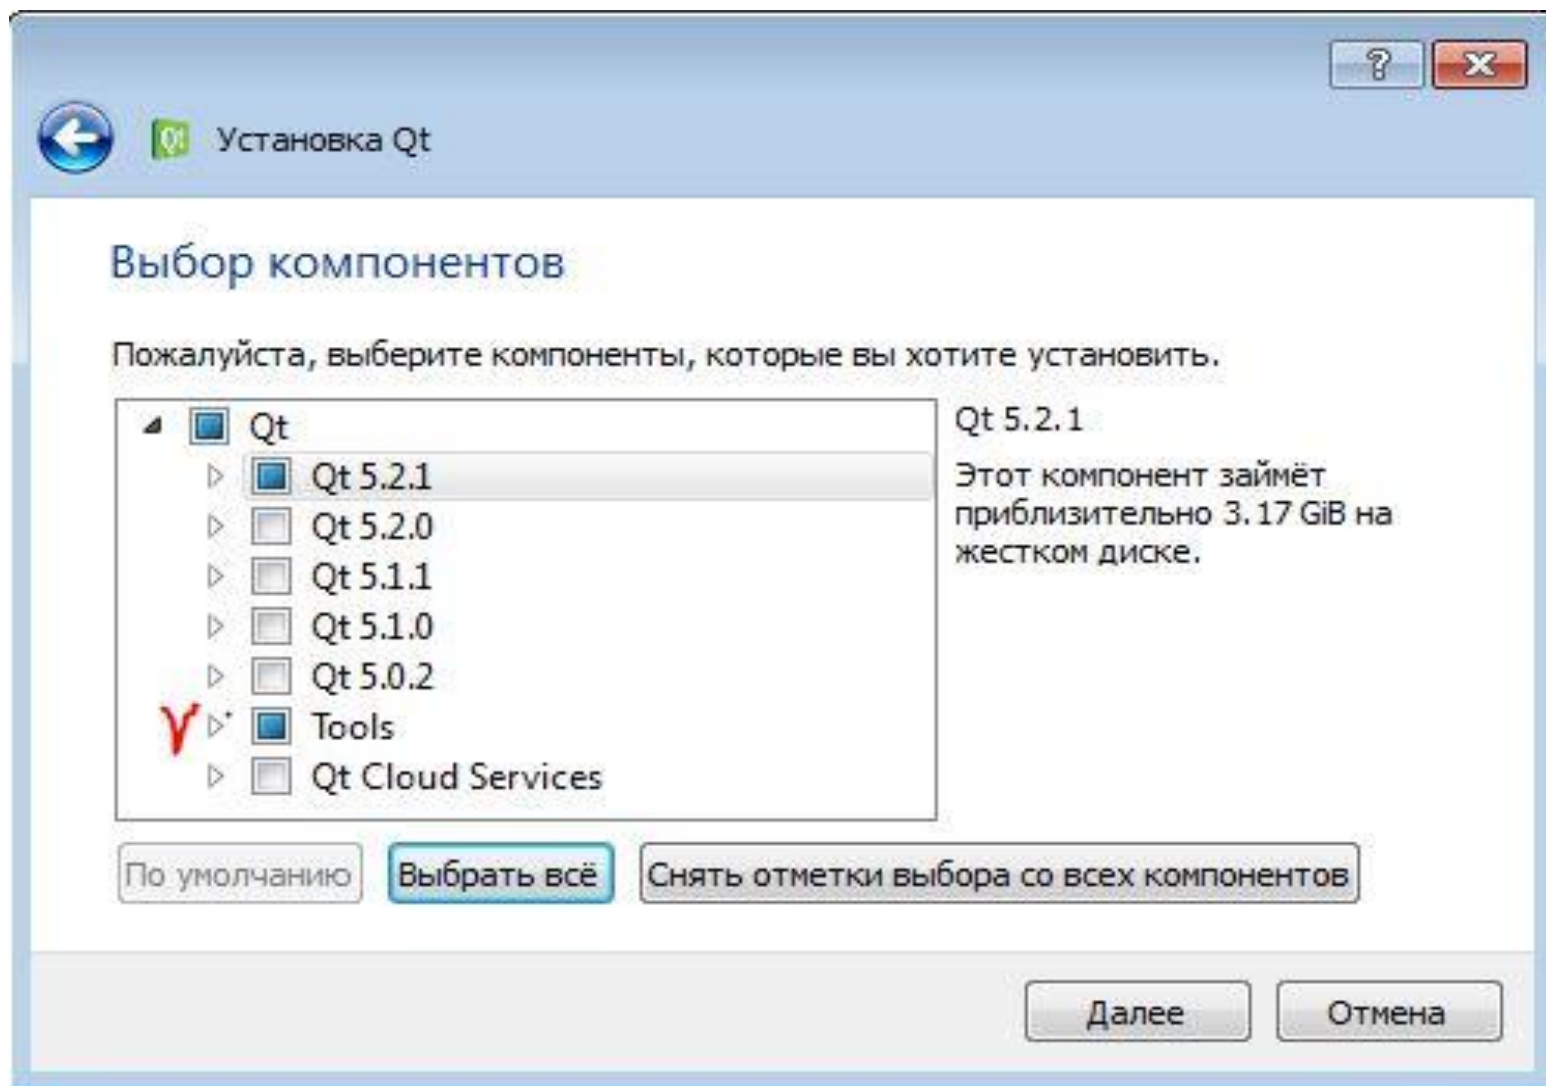 ?
Qt Установка Qt
Выбор компонентов
Пожалуйста, выберите компоненты, которые вы хотите установить.
Qt
Qt 5.2.1
Qt 5.2.0
Qt 5.1.1
Qt 5.1.0
Qt 5.0.2
Tools
Qt Cloud Services
Qt 5.2.1
Этот компонент займёт
приблизительно 3.17 GiB на
жестком диске.
По умолчанию Выбрать всё Снять отметки выбора со всех компонентов
Далее Отмена